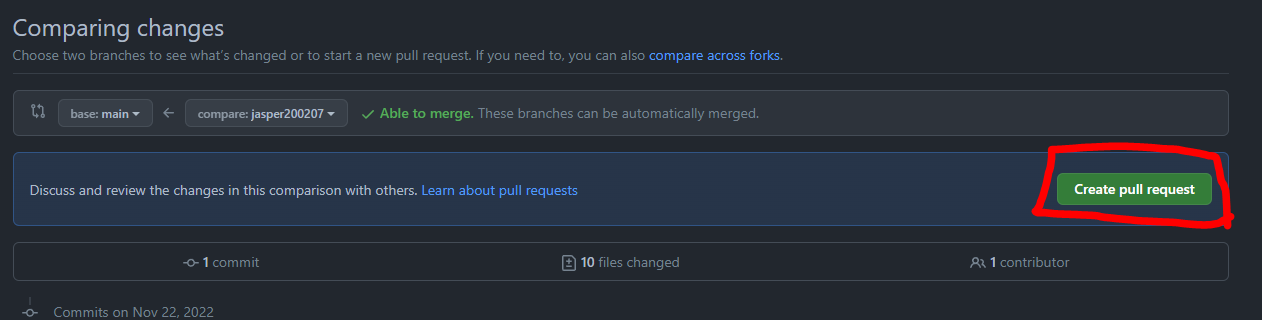 Comparing changes
Choose two branches to see what's changed or to start a new pull request. If you need to, you can also compare across forks.
base: main compare: jasper200207 Able to merge. These branches can be automatically merged.
Discuss and review the changes in this comparison with others. Learn about pull requests Create pull request
1 commit 10 files changed 1 contributor
Commits on Nov 22, 2022